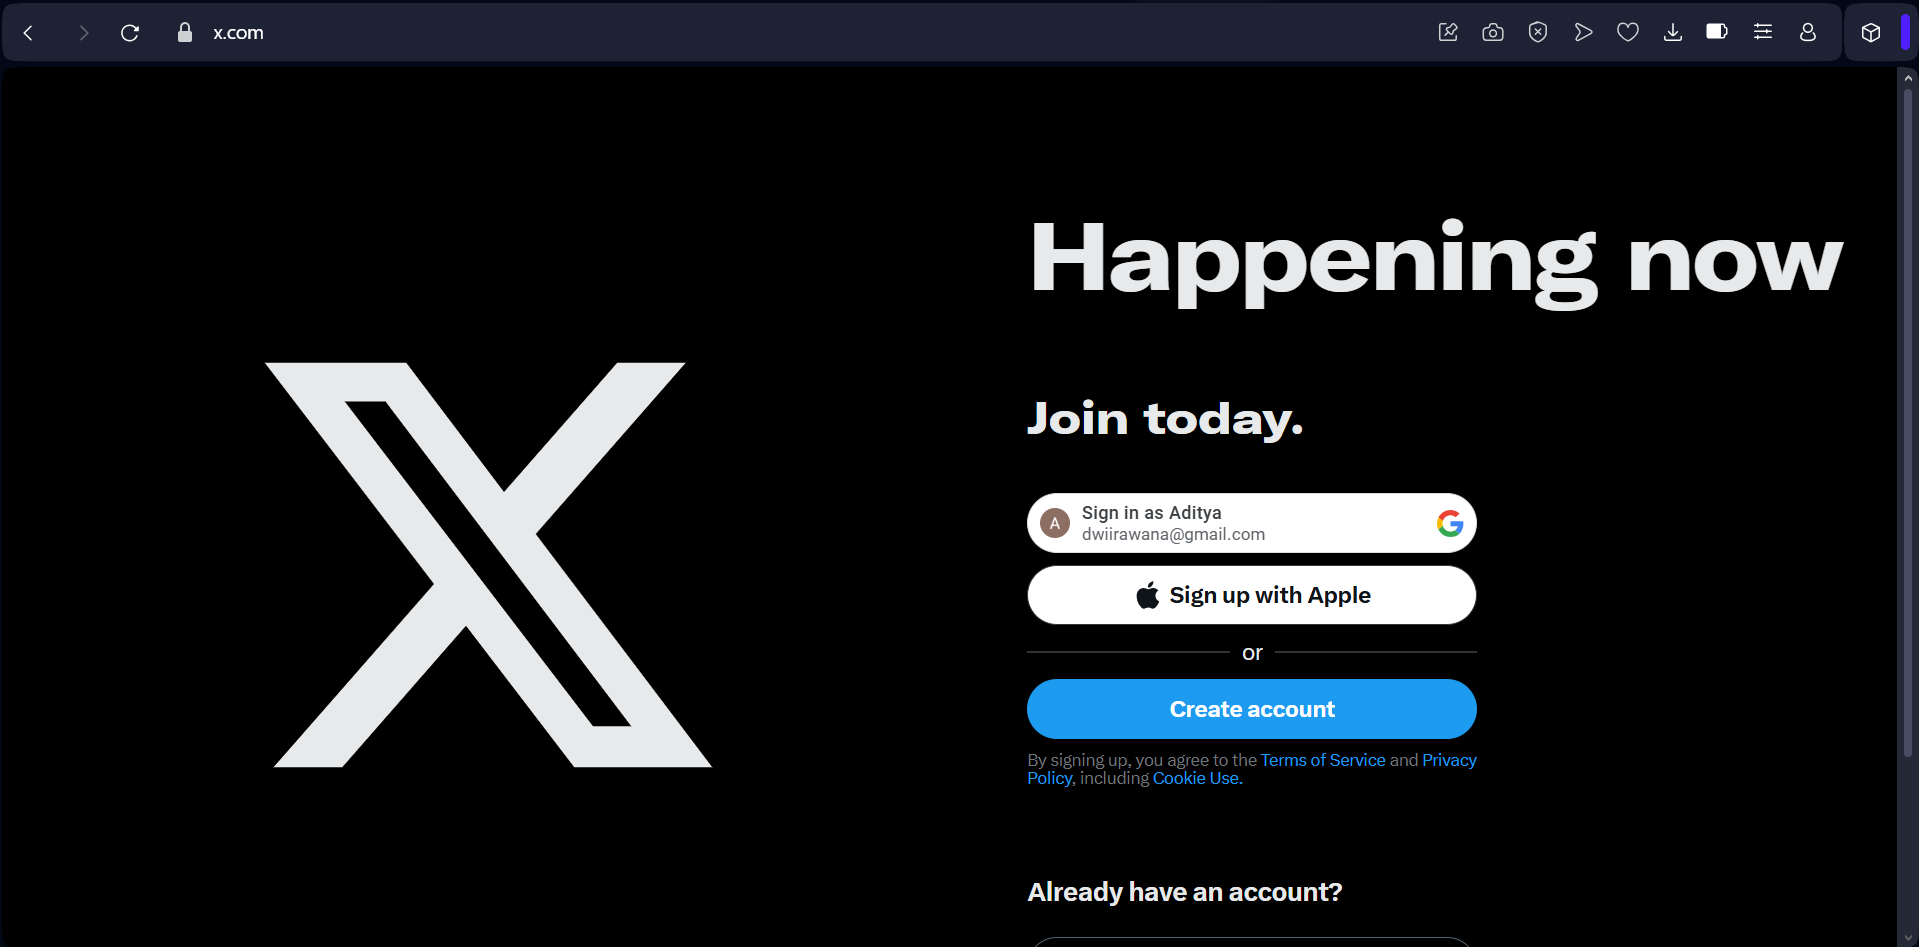 x.com
Happening now
Join today.
A
Sign in as Aditya
dwiirawana@gmail.com
Sign up with Apple
or
Create account
By signing up, you agree to the Terms of Service and Privacy
Policy, including Cookie Use.
Already have an account?